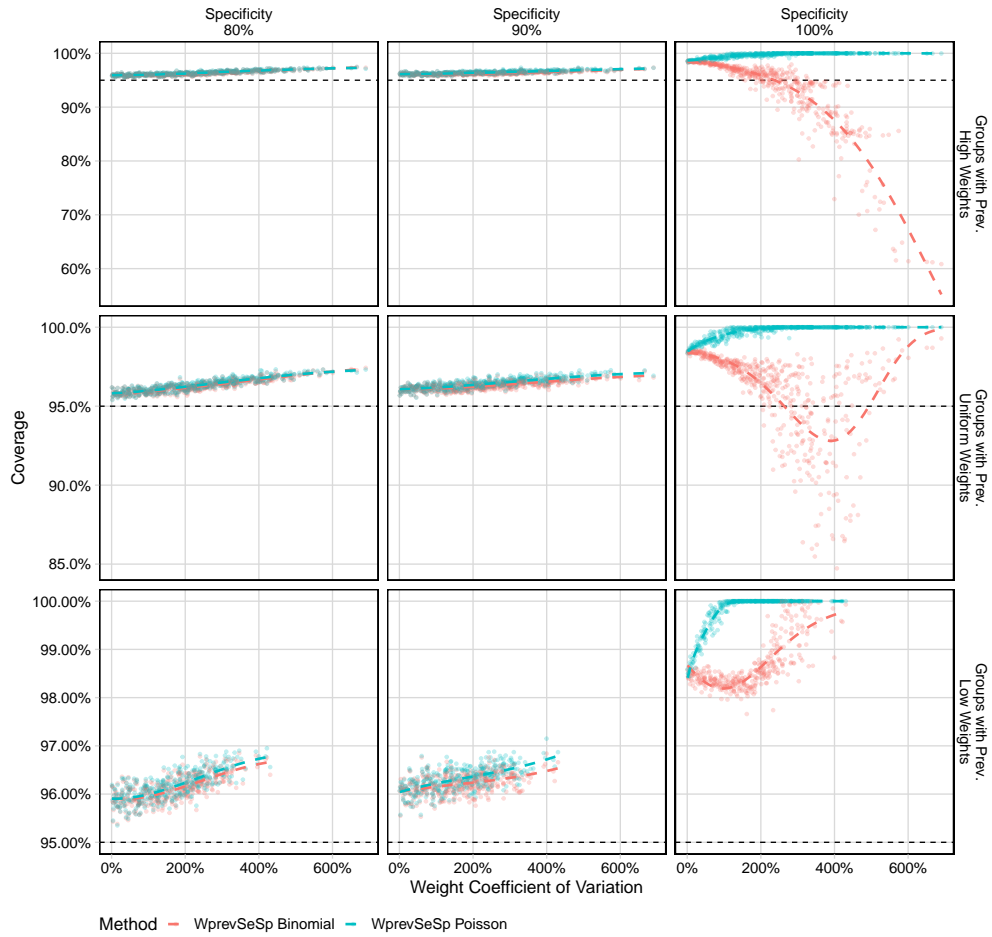 Specificity
80%
Specificity
90%
Specificity
100%
100%
90%
80%
70%
60%
Groups with Prev.
High Weights
100.0%
95.0%
90.0%
85.0%
Groups with Prev.
Uniform Weights
Coverage
100.00%
99.00%
98.00%
97.00%
96.00%
95.00%
Groups with Prev.
Low Weights
0% 200% 400% 600%
0% 200% 400% 600%
0% 200% 400% 600%
Weight Coefficient of Variation
Method WprevSeSp Binomial WprevSeSp Poisson